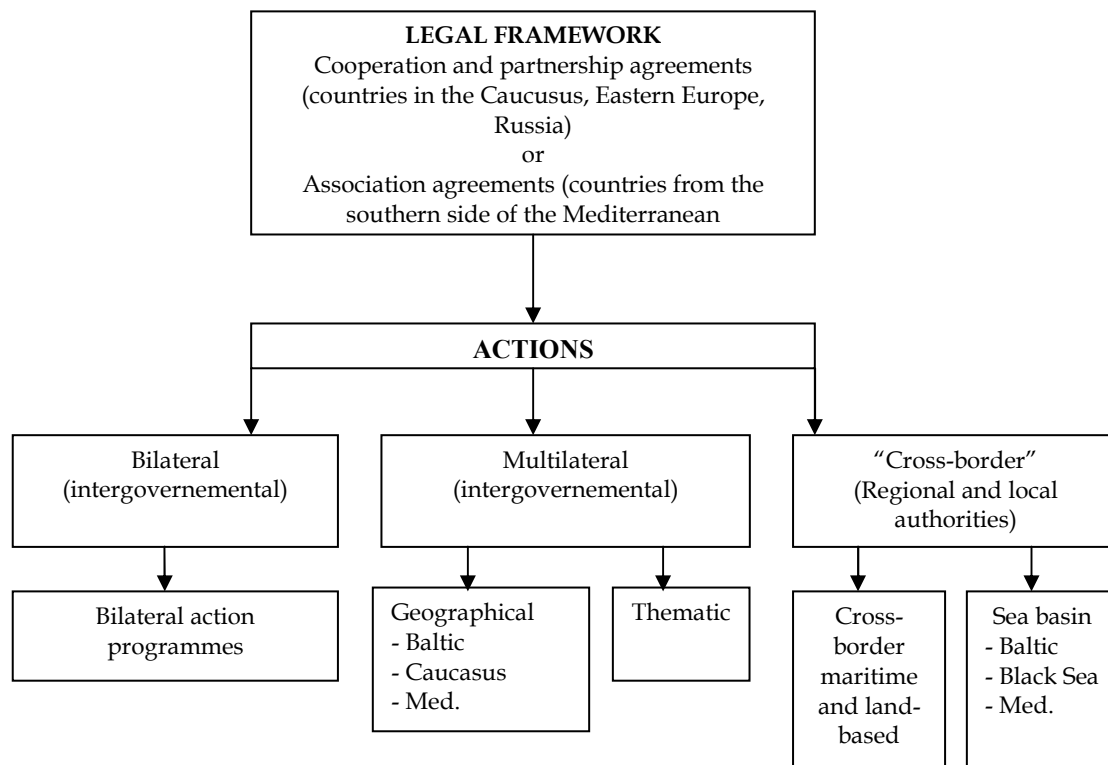 LEGAL FRAMEWORK
Cooperation and partnership agreements
(countries in the Caucusus, Eastern Europe,
Russia)
or
Association agreements (countries from the
southern side of the Mediterranean
ACTIONS
Bilateral
(intergovernemental)
Multilateral
(intergovernemental)
“Cross-border”
(Regional and local
authorities)
Bilateral action
programmes
Geographical
- Baltic
- Caucasus
- Med.
Thematic
Cross-
border
maritime
and land-
based
Sea basin
- Baltic
- Black Sea
- Med.